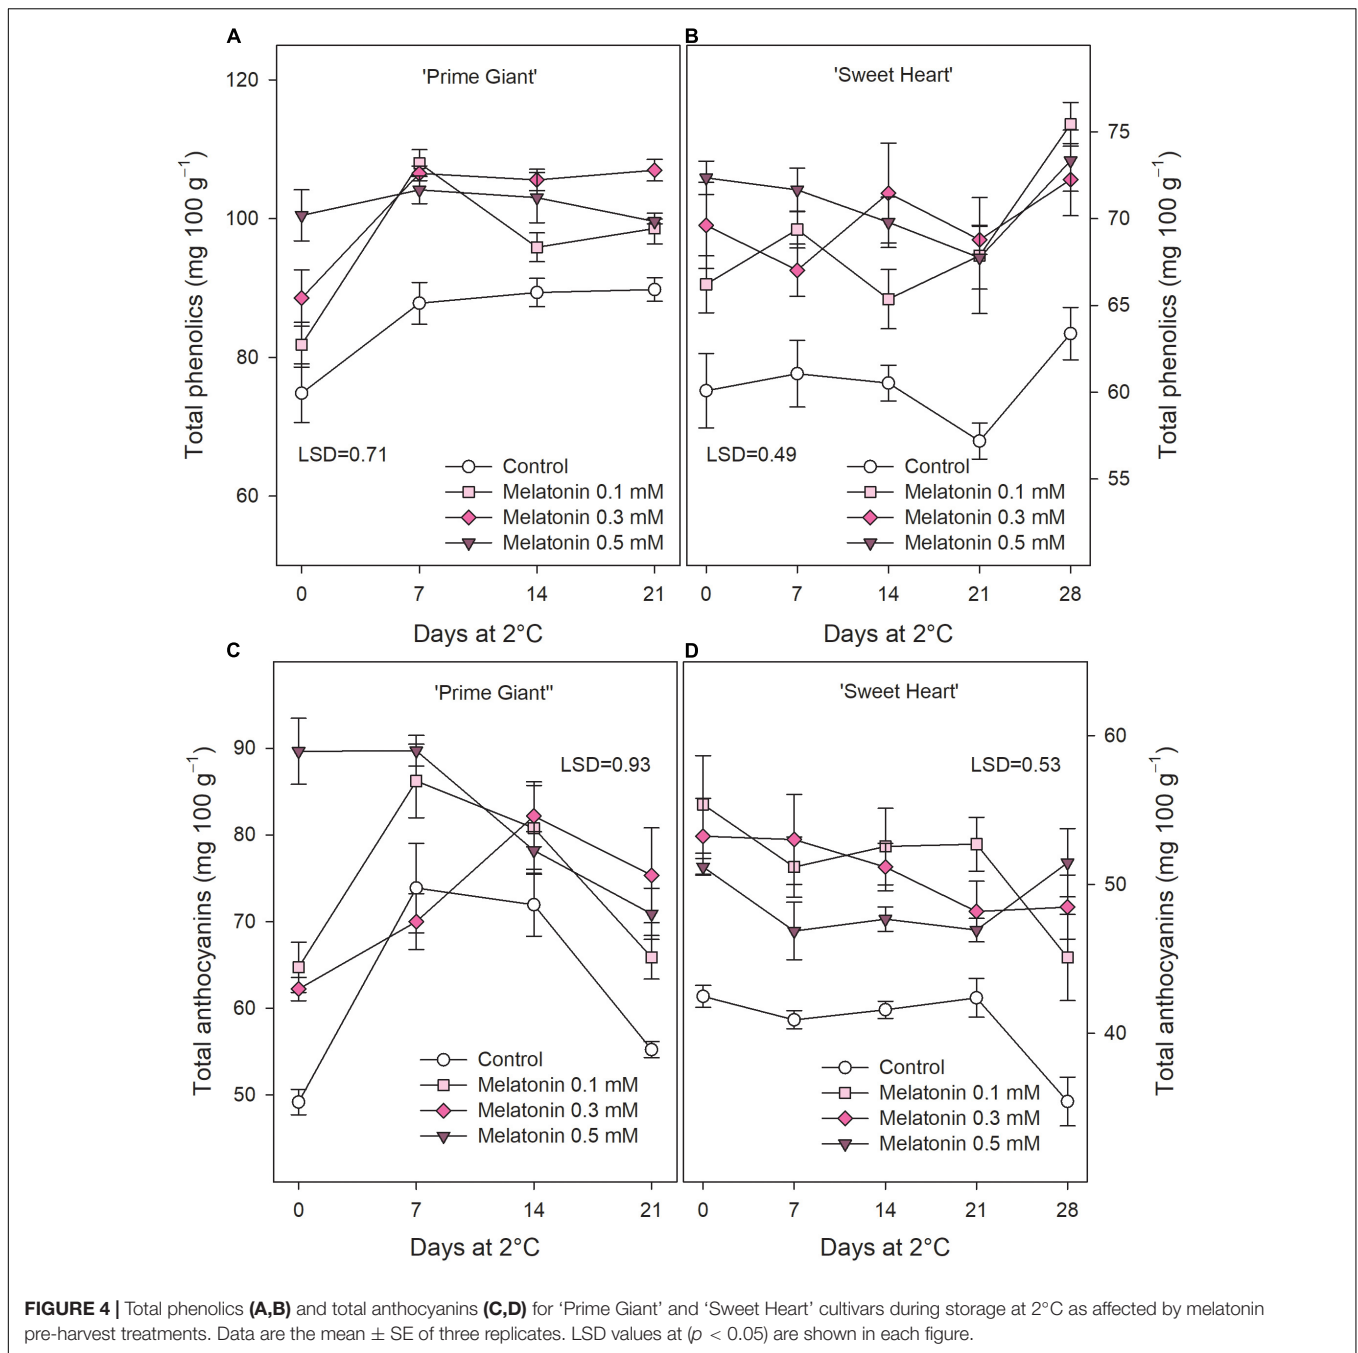 A
'Prime Giant'
120
100
80
60
Total phenolics (mg 100 g⁻¹)
LSD=0.71
Control
Melatonin 0.1 mM
Melatonin 0.3 mM
Melatonin 0.5 mM
0 7 14 21
Days at 2°C
B
'Sweet Heart'
75
70
65
60
55
Total phenolics (mg 100 g⁻¹)
LSD=0.49
Control
Melatonin 0.1 mM
Melatonin 0.3 mM
Melatonin 0.5 mM
0 7 14 21 28
Days at 2°C
C
'Prime Giant"
90
80
70
60
50
Total anthocyanins (mg 100 g⁻¹)
LSD=0.93
Control
Melatonin 0.1 mM
Melatonin 0.3 mM
Melatonin 0.5 mM
0 7 14 21
Days at 2°C
D
'Sweet Heart'
60
50
40
Total anthocyanins (mg 100 g⁻¹)
LSD=0.53
Control
Melatonin 0.1 mM
Melatonin 0.3 mM
Melatonin 0.5 mM
0 7 14 21 28
Days at 2°C
FIGURE 4 | Total phenolics (A,B) and total anthocyanins (C,D) for ‘Prime Giant’ and ‘Sweet Heart’ cultivars during storage at 2°C as affected by melatonin
pre-harvest treatments. Data are the mean ± SE of three replicates. LSD values at (p < 0.05) are shown in each figure.